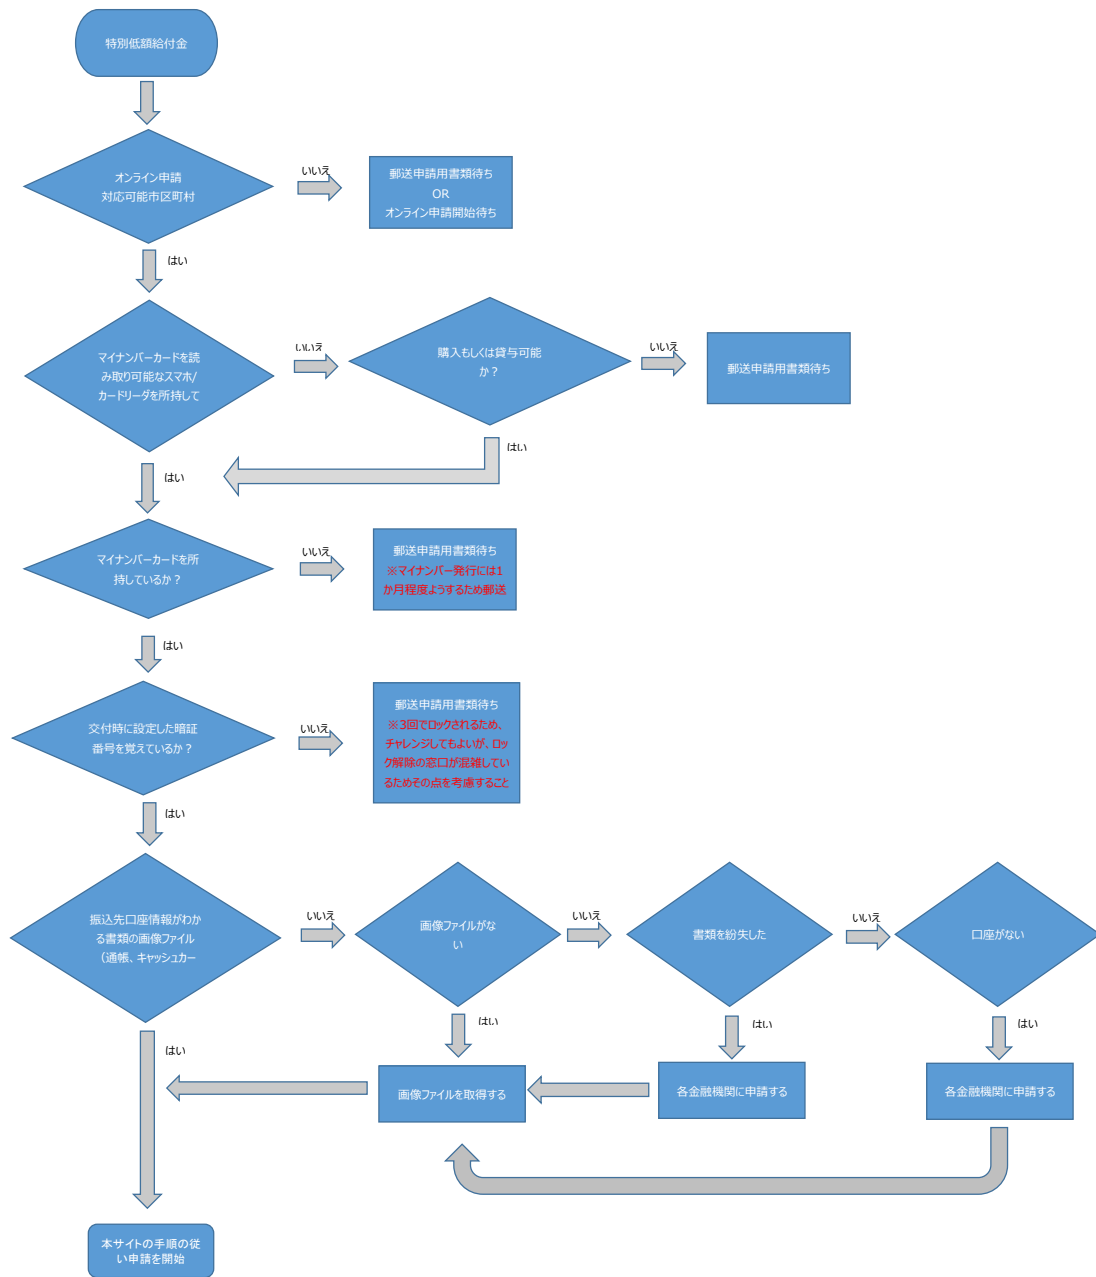 特別低額給付金
オンライン申請
対応可能市区町村
いいえ
郵送申請用書類待ち
OR
オンライン申請開始待ち
はい
マイナンバーカードを読
み取り可能なスマホ/
カードリーダを所持して
いいえ
購入もしくは貸与可能
か？
いいえ
郵送申請用書類待ち
はい
はい
マイナンバーカードを所
持しているか？
いいえ
郵送申請用書類待ち
※マイナンバー発行には1
か月程度ようするため郵送
はい
交付時に設定した暗証
番号を覚えているか？
いいえ
郵送申請用書類待ち
※3回でロックされるため、
チャレンジしてもよいが、ロッ
ク解除の窓口が混雑してい
るためその点を考慮すること
はい
振込先口座情報がわか
る書類の画像ファイル
（通帳、キャッシュカー
いいえ
画像ファイルがな
い
いいえ
書類を紛失した
いいえ
口座がない
はい
はい
はい
はい
画像ファイルを取得する
各金融機関に申請する
各金融機関に申請する
本サイトの手順の従
い申請を開始